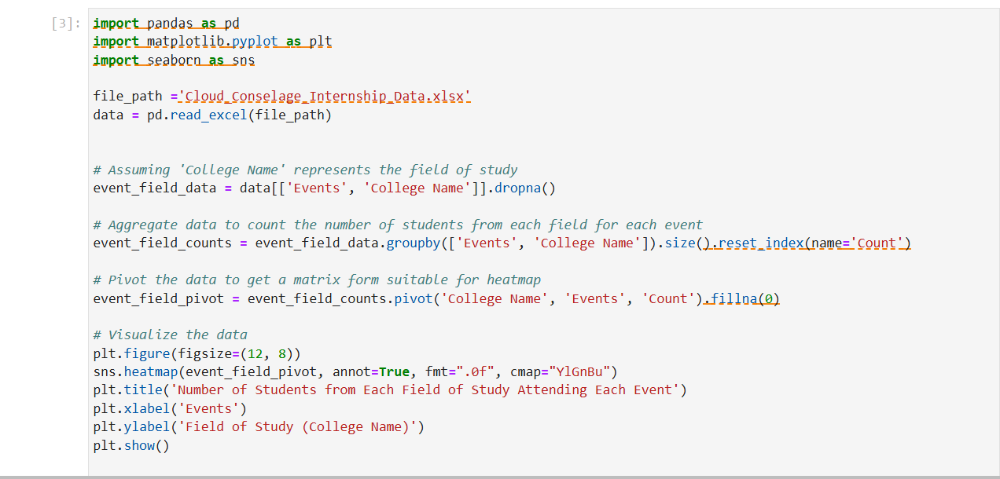 [3]:
import pandas as pd
import matplotlib.pyplot as plt
import seaborn as sns
file_path ='Cloud_Conselage_Internship_Data.xlsx'
data = pd.read_excel(file_path)
# Assuming 'College Name' represents the field of study
event_field_data = data[['Events', 'College Name']].dropna()
# Aggregate data to count the number of students from each field for each event
event_field_counts = event_field_data.groupby(['Events', 'College Name']).size().reset_index(name='Count')
# Pivot the data to get a matrix form suitable for heatmap
event_field_pivot = event_field_counts.pivot('College Name', 'Events', 'Count').fillna(0)
# Visualize the data
plt.figure(figsize=(12, 8))
sns.heatmap(event_field_pivot, annot=True, fmt=".0f", cmap="YlGnBu")
plt.title('Number of Students from Each Field of Study Attending Each Event')
plt.xlabel('Events')
plt.ylabel('Field of Study (College Name)')
plt.show()